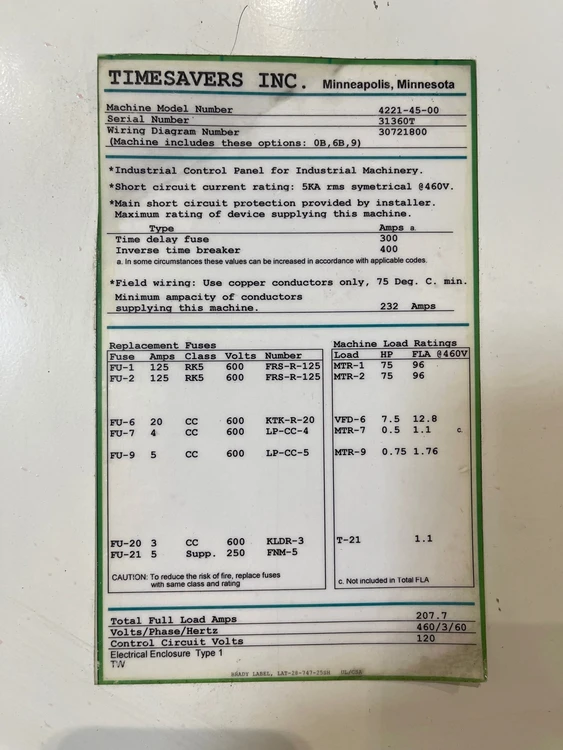 TIMESAVERS INC. Minneapolis, Minnesota
Machine Model Number 4221-45-00
Serial Number 31360T
Wiring Diagram Number 30721800
(Machine includes these options: 0B,6B,9)
*Industrial Control Panel for Industrial Machinery.
*Short circuit current rating: 5KA rms symetrical @460V.
*Main short circuit protection provided by installer.
Maximum rating of device supplying this machine.
Type Amps a.
Time delay fuse 300
Inverse time breaker 400
a. In some circumstances these values can be increased in accordance with applicable codes.
*Field wiring: Use copper conductors only, 75 Deg. C. min.
Minimum ampacity of conductors
supplying this machine. 232 Amps
Replacement Fuses
Fuse Amps Class Volts Number
FU-1 125 RK5 600 FRS-R-125
FU-2 125 RK5 600 FRS-R-125
FU-6 20 CC 600 KTK-R-20
FU-7 4 CC 600 LP-CC-4
FU-9 5 CC 600 LP-CC-5
FU-20 3 CC 600 KLDR-3
FU-21 5 Supp. 250 FNM-5
CAUTION: To reduce the risk of fire, replace fuses
with same class and rating
Machine Load Ratings
Load HP FLA @460V
MTR-1 75 96
MTR-2 75 96
VFD-6 7.5 12.8
MTR-7 0.5 1.1 c.
MTR-9 0.75 1.76
T-21 1.1
c. Not included in Total FLA
Total Full Load Amps 207.7
Volts/Phase/Hertz 460/3/60
Control Circuit Volts 120
Electrical Enclosure Type 1
TW
BRADY LABEL, LAT-28-747-25SH